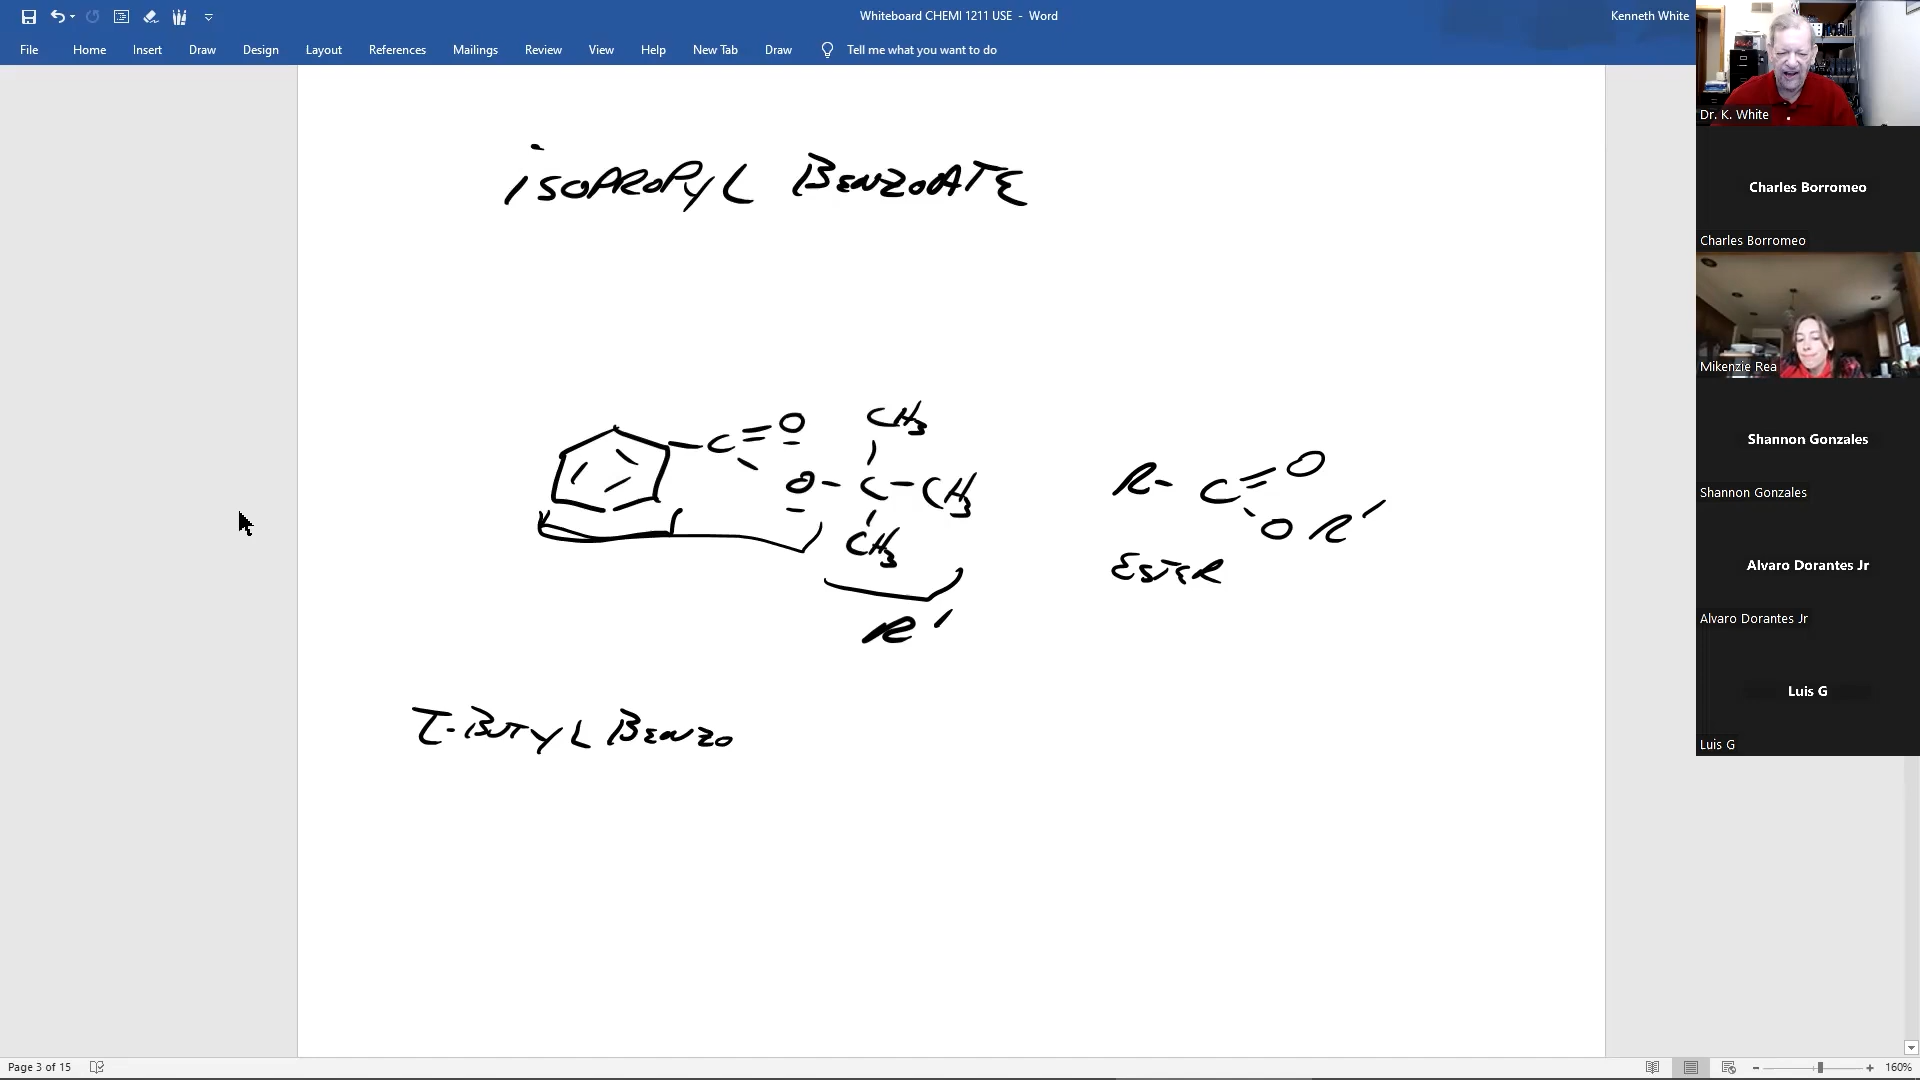 Whiteboard CHEMI 1211 USE - Word
Kenneth White
File Home Insert Draw Design Layout References Mailings Review View Help New Tab Draw Tell me what you want to do
Dr. K. White
Charles Borromeo
Charles Borromeo
Mikenzie Rea
Shannon Gonzales
Shannon Gonzales
Alvaro Dorantes Jr
Alvaro Dorantes Jr
Luis G
Luis G
isoPROPYL BENZOATE
CH3
C=O
O-C-CH3
CH3
R'
R-C=O
OR'
ESTER
T-BUTYL BENZO
Page 3 of 15
160%